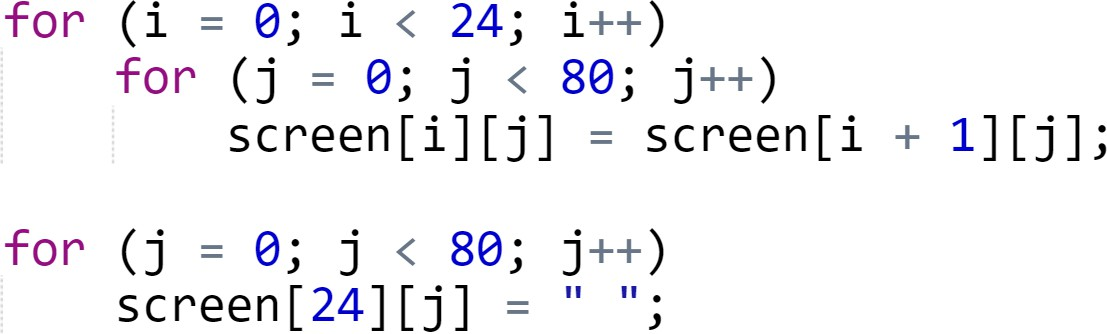 for (i = 0; i < 24; i++)
    for (j = 0; j < 80; j++)
        screen[i][j] = screen[i + 1][j];

for (j = 0; j < 80; j++)
    screen[24][j] = " ";